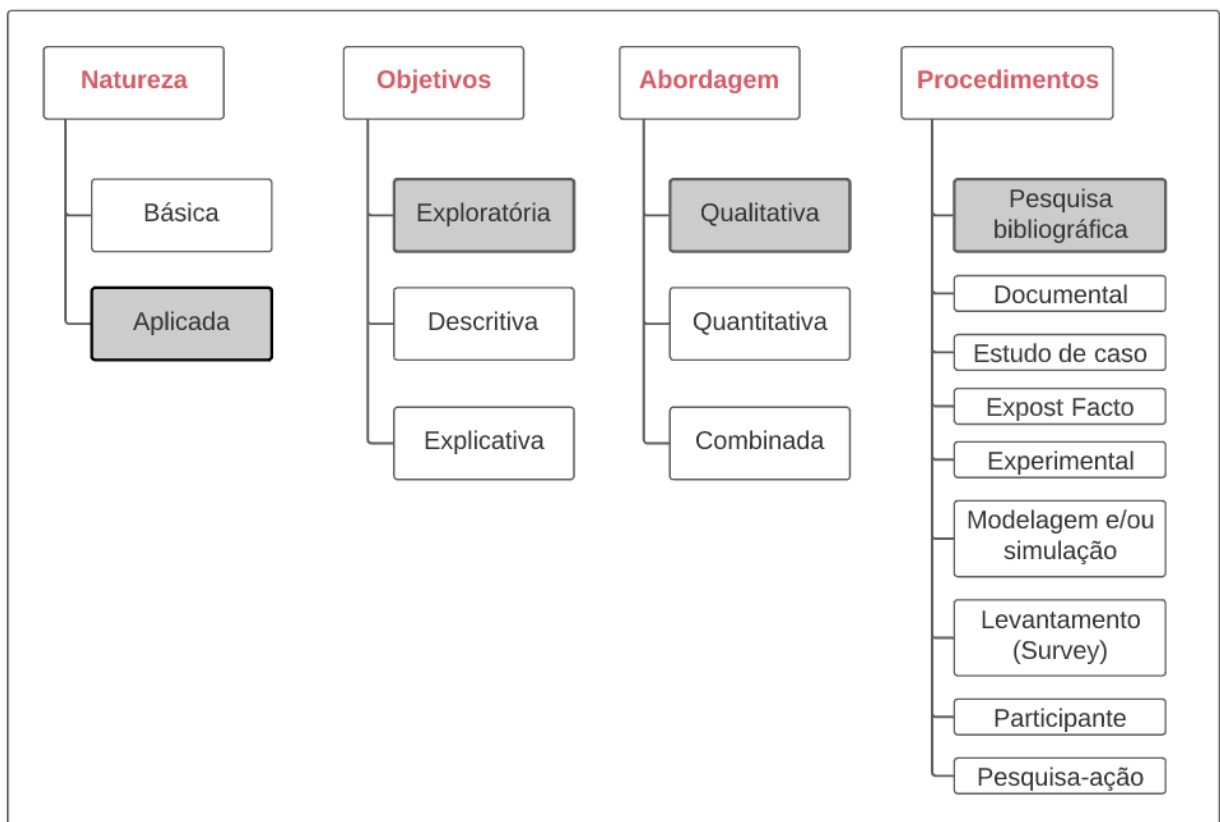 Natureza
Básica
Aplicada
Objetivos
Exploratória
Descritiva
Explicativa
Abordagem
Qualitativa
Quantitativa
Combinada
Procedimentos
Pesquisa
bibliográfica
Documental
Estudo de caso
Expost Facto
Experimental
Modelagem e/ou
simulação
Levantamento
(Survey)
Participante
Pesquisa-ação